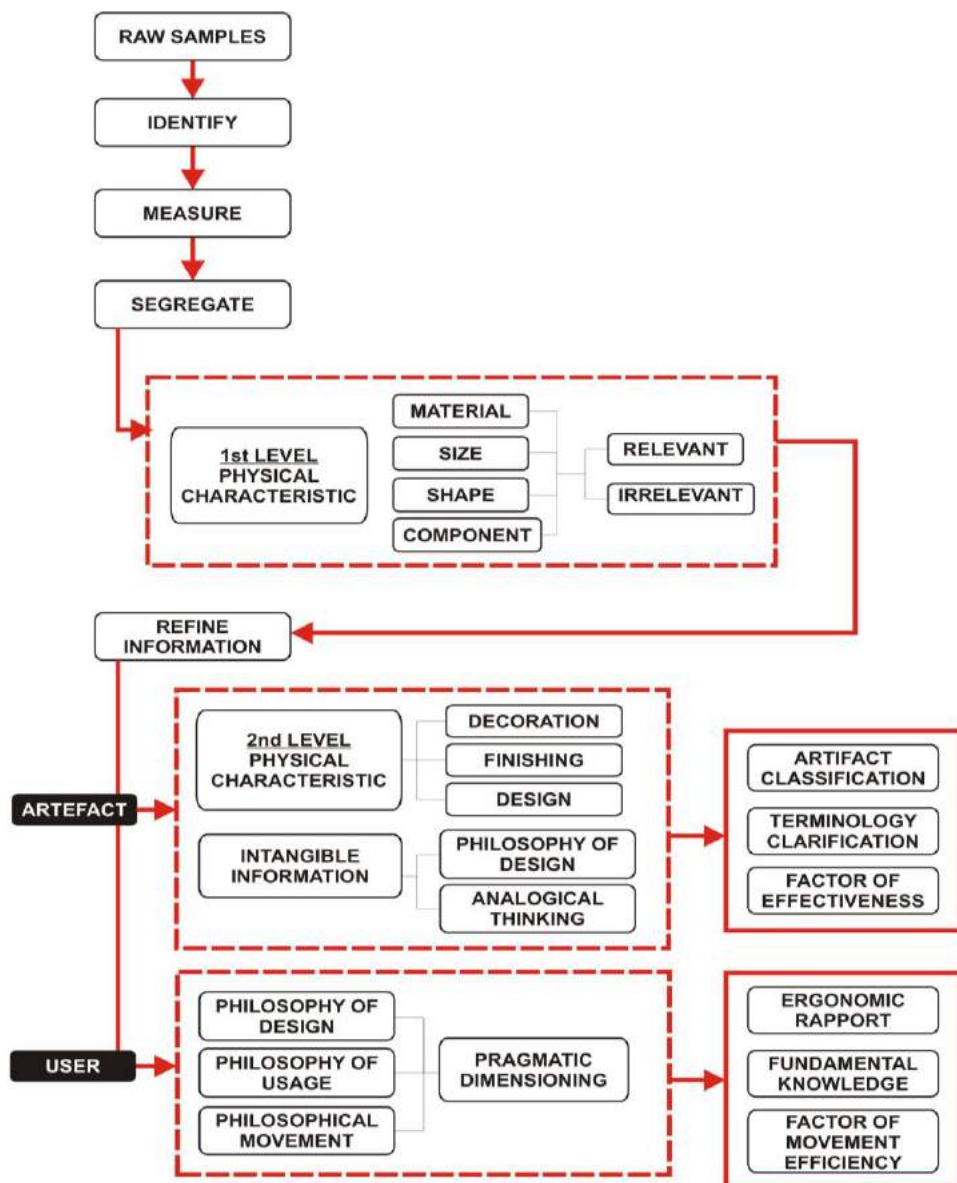 RAW SAMPLES
IDENTIFY
MEASURE
SEGREGATE
1st LEVEL
PHYSICAL
CHARACTERISTIC
MATERIAL
SIZE
SHAPE
COMPONENT
RELEVANT
IRRELEVANT
REFINE
INFORMATION
ARTEFACT
2nd LEVEL
PHYSICAL
CHARACTERISTIC
DECORATION
FINISHING
DESIGN
INTANGIBLE
INFORMATION
PHILOSOPHY OF
DESIGN
ANALOGICAL
THINKING
ARTIFACT
CLASSIFICATION
TERMINOLOGY
CLARIFICATION
FACTOR OF
EFFECTIVENESS
USER
PHILOSOPHY OF
DESIGN
PHILOSOPHY OF
USAGE
PHILOSOPHICAL
MOVEMENT
PRAGMATIC
DIMENSIONING
ERGONOMIC
RAPPORT
FUNDAMENTAL
KNOWLEDGE
FACTOR OF
MOVEMENT
EFFICIENCY